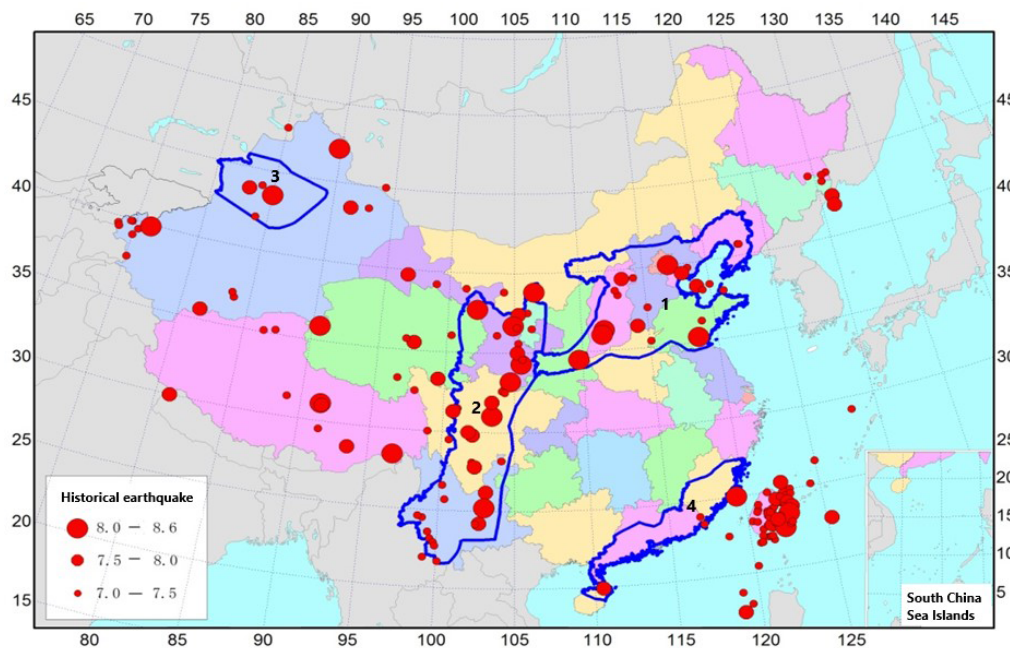 65 70 75 80 85 90 95 100 105 110 115 120 125 130 135 140 145
45 45
40 40
35 35
30 30
25 25
20 20
15 15
10
15 5
80 85 90 95 100 105 110 115 120 125
3
1
2
4
Historical earthquake
8.0 — 8.6
7.5 — 8.0
7.0 — 7.5
South China
Sea Islands